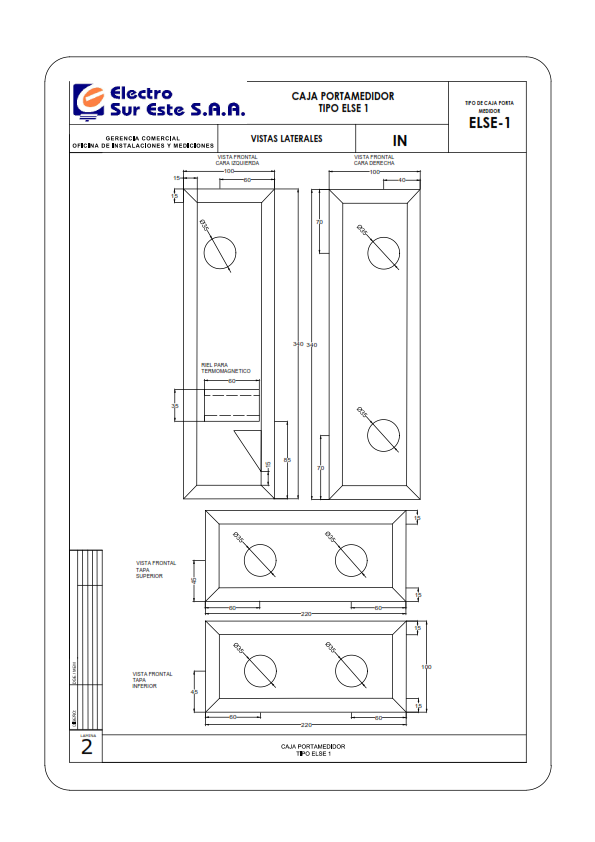 Electro
Sur Este S.A.A.
GERENCIA COMERCIAL
OFICINA DE INSTALACIONES Y MEDICIONES
CAJA PORTAMEDIDOR
TIPO ELSE 1
VISTAS LATERALES
IN
TIPO DE CAJA PORTA
MEDIDOR
ELSE-1
VISTA FRONTAL
CARA IZQUIERDA
100
15
60
15
Ø35
340
RIEL PARA
TERMOMAGNETICO
60
35
15
85
VISTA FRONTAL
CARA DERECHA
100
40
70
Ø35
340
Ø35
70
VISTA FRONTAL
TAPA
SUPERIOR
Ø35
Ø35
15
45
15
60
60
220
VISTA FRONTAL
TAPA
INFERIOR
Ø35
Ø35
15
100
45
15
60
60
220
LAMINA
2
CAJA PORTAMEDIDOR
TIPO ELSE 1